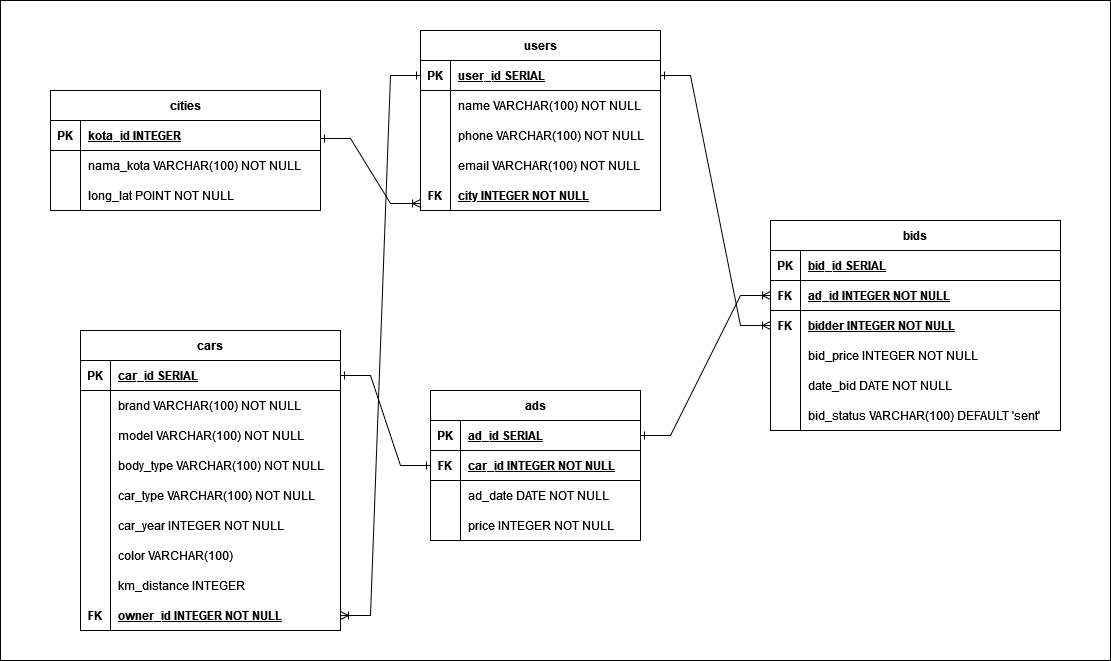 users
PK user_id SERIAL
name VARCHAR(100) NOT NULL
phone VARCHAR(100) NOT NULL
email VARCHAR(100) NOT NULL
FK city INTEGER NOT NULL
cities
PK kota_id INTEGER
nama_kota VARCHAR(100) NOT NULL
long_lat POINT NOT NULL
bids
PK bid_id SERIAL
FK ad_id INTEGER NOT NULL
FK bidder INTEGER NOT NULL
bid_price INTEGER NOT NULL
date_bid DATE NOT NULL
bid_status VARCHAR(100) DEFAULT 'sent'
cars
PK car_id SERIAL
brand VARCHAR(100) NOT NULL
model VARCHAR(100) NOT NULL
body_type VARCHAR(100) NOT NULL
car_type VARCHAR(100) NOT NULL
car_year INTEGER NOT NULL
color VARCHAR(100)
km_distance INTEGER
FK owner_id INTEGER NOT NULL
ads
PK ad_id SERIAL
FK car_id INTEGER NOT NULL
ad_date DATE NOT NULL
price INTEGER NOT NULL